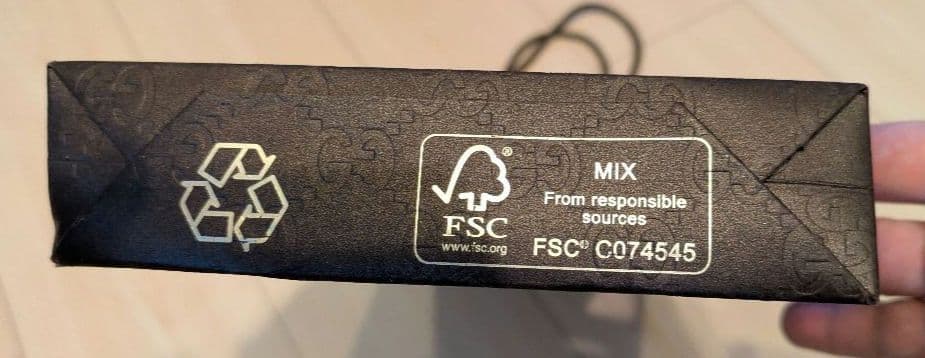 FSC®
www.fsc.org
MIX
From responsible
sources
FSC® C074545